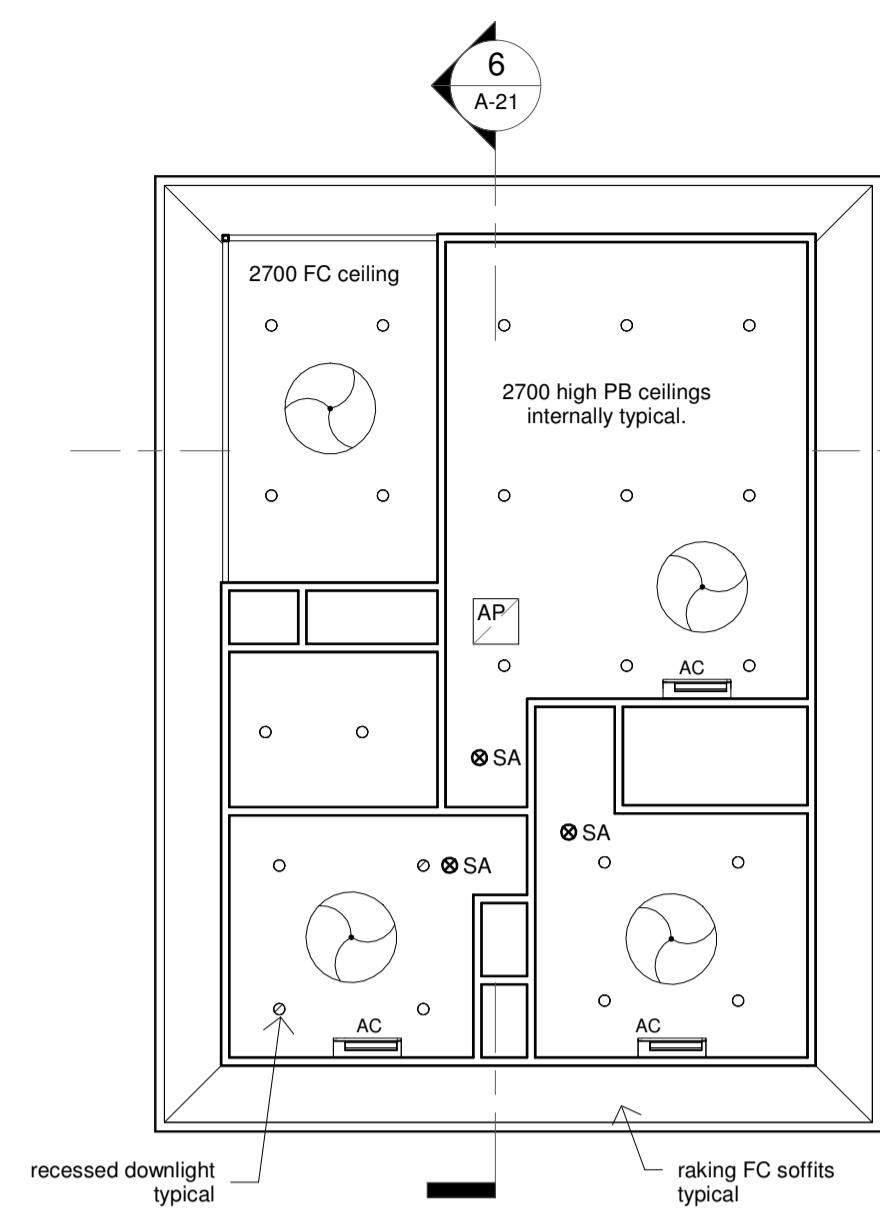 6
A-21
2700 FC ceiling
2700 high PB ceilings
internally typical.
AP
AC
SA
SA
SA
AC
AC
recessed downlight
typical
raking FC soffits
typical